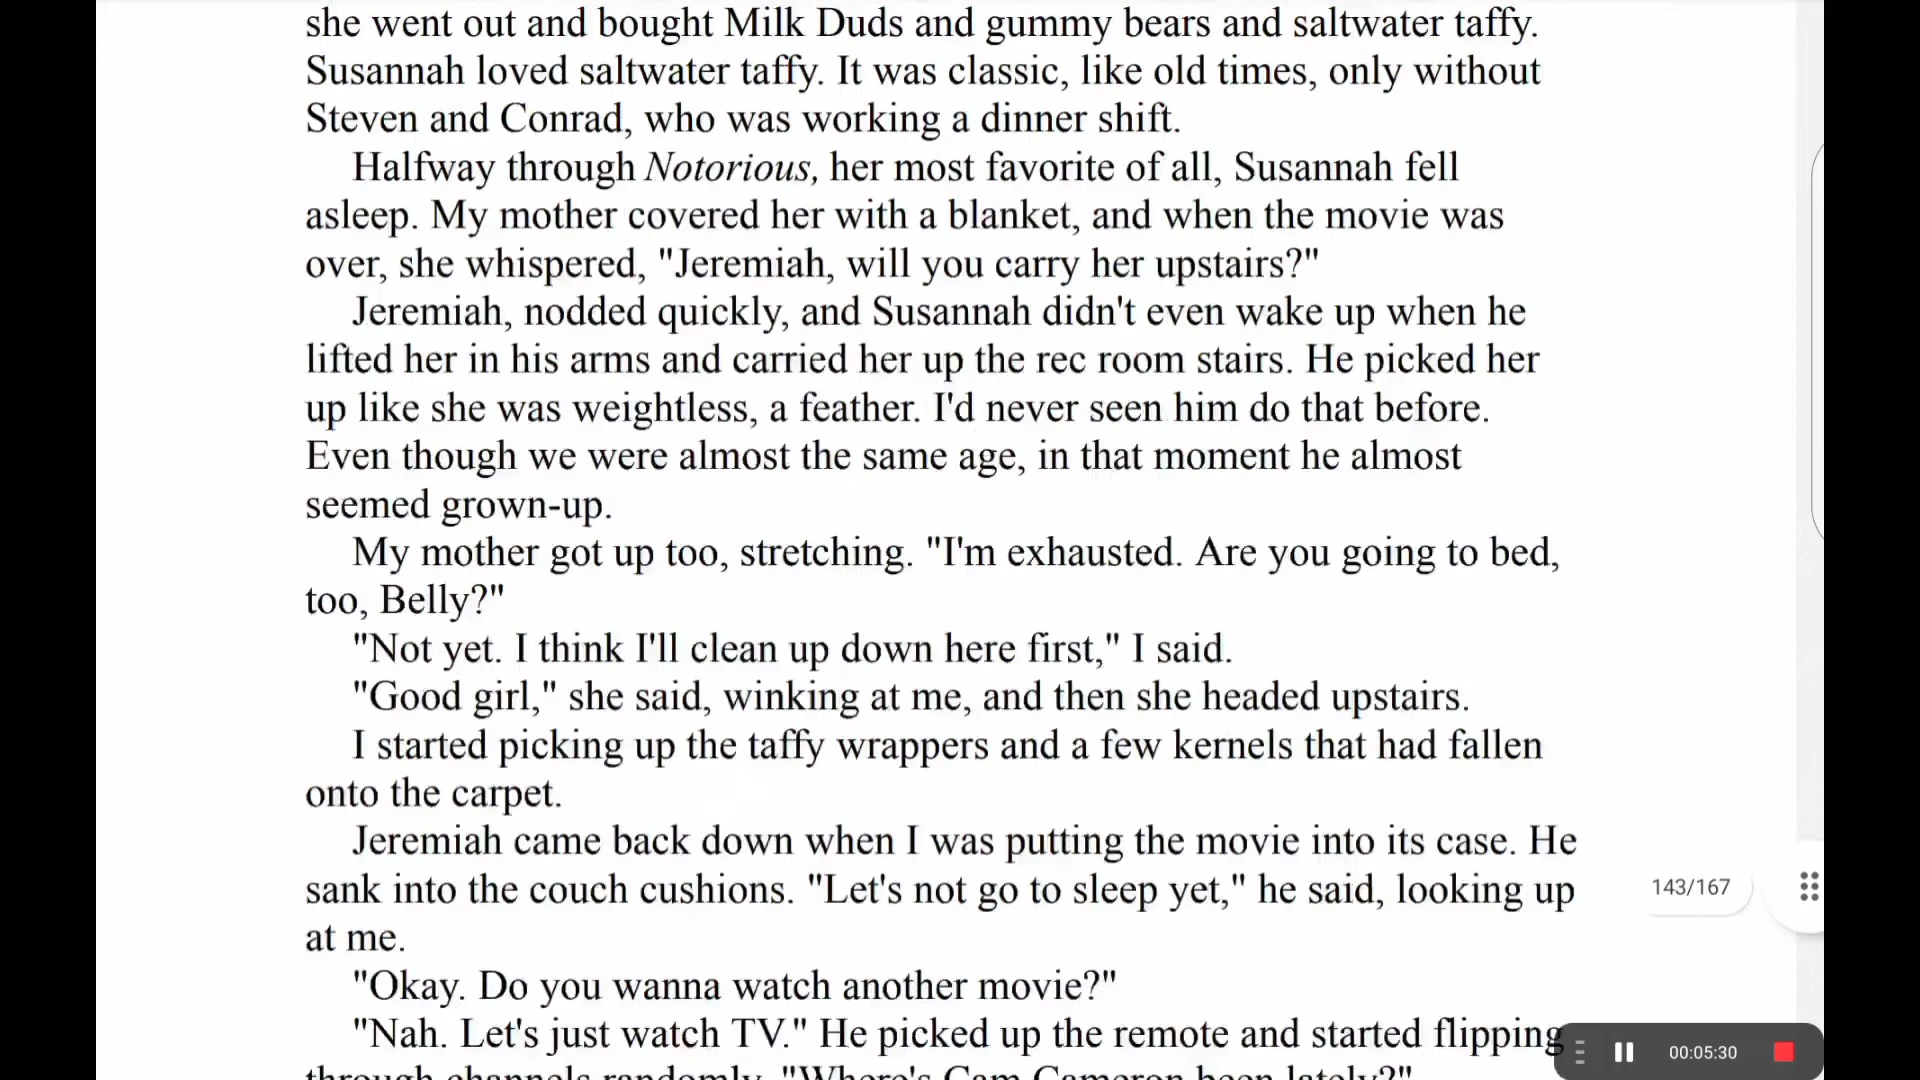 she went out and bought Milk Duds and gummy bears and saltwater taffy.
Susannah loved saltwater taffy. It was classic, like old times, only without
Steven and Conrad, who was working a dinner shift.
Halfway through Notorious, her most favorite of all, Susannah fell
asleep. My mother covered her with a blanket, and when the movie was
over, she whispered, "Jeremiah, will you carry her upstairs?"
Jeremiah, nodded quickly, and Susannah didn't even wake up when he
lifted her in his arms and carried her up the rec room stairs. He picked her
up like she was weightless, a feather. I'd never seen him do that before.
Even though we were almost the same age, in that moment he almost
seemed grown-up.
My mother got up too, stretching. "I'm exhausted. Are you going to bed,
too, Belly?"
"Not yet. I think I'll clean up down here first," I said.
"Good girl," she said, winking at me, and then she headed upstairs.
I started picking up the taffy wrappers and a few kernels that had fallen
onto the carpet.
Jeremiah came back down when I was putting the movie into its case. He
sank into the couch cushions. "Let's not go to sleep yet," he said, looking up
at me.
"Okay. Do you wanna watch another movie?"
"Nah. Let's just watch TV." He picked up the remote and started flipping
through channels randomly. "Where's Cam Cameron been lately?"
143/167
00:05:30